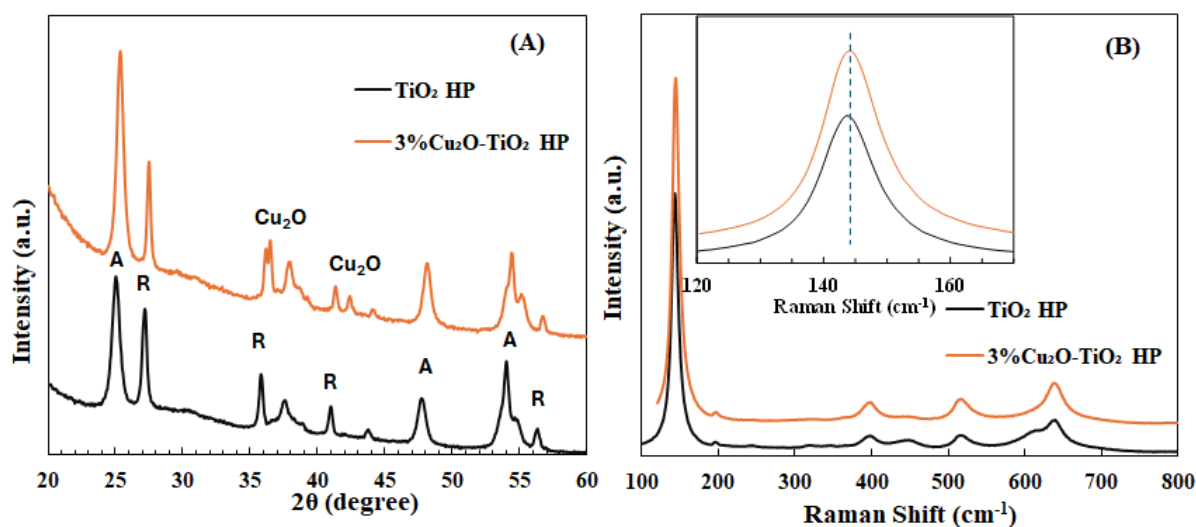 (A)
TiO₂ HP
3%Cu₂O-TiO₂ HP
Cu₂O
Cu₂O
A
R
R
R
A
A
R
Intensity (a.u.)
20 25 30 35 41 45 50 55 60
2θ (degree)
(B)
120 140 160
Raman Shift (cm⁻¹)
TiO₂ HP
3%Cu₂O-TiO₂ HP
Intensity (a.u.)
100 200 300 400 500 600 700 800
Raman Shift (cm⁻¹)